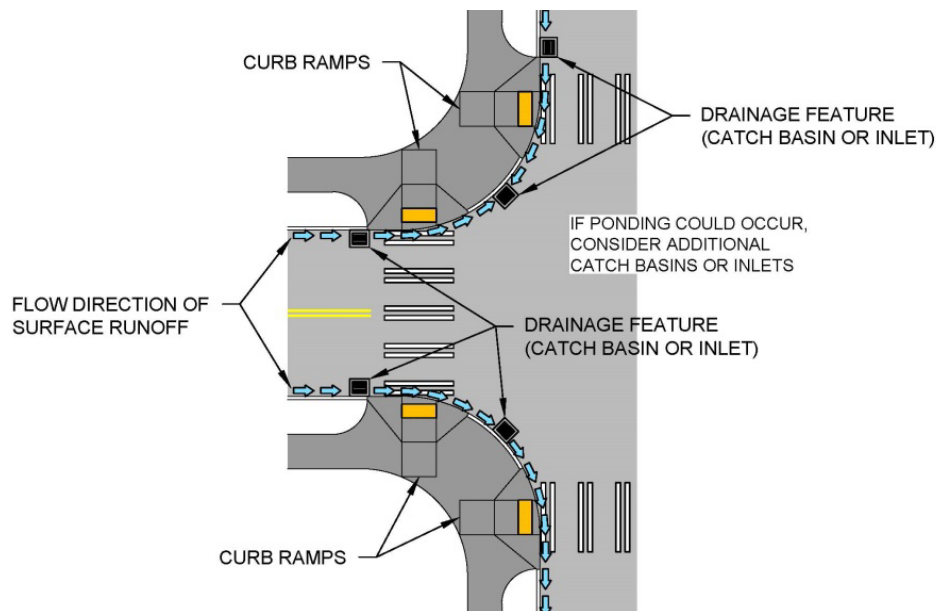 CURB RAMPS
DRAINAGE FEATURE
(CATCH BASIN OR INLET)
IF PONDING COULD OCCUR,
CONSIDER ADDITIONAL
CATCH BASINS OR INLETS
FLOW DIRECTION OF
SURFACE RUNOFF
DRAINAGE FEATURE
(CATCH BASIN OR INLET)
CURB RAMPS